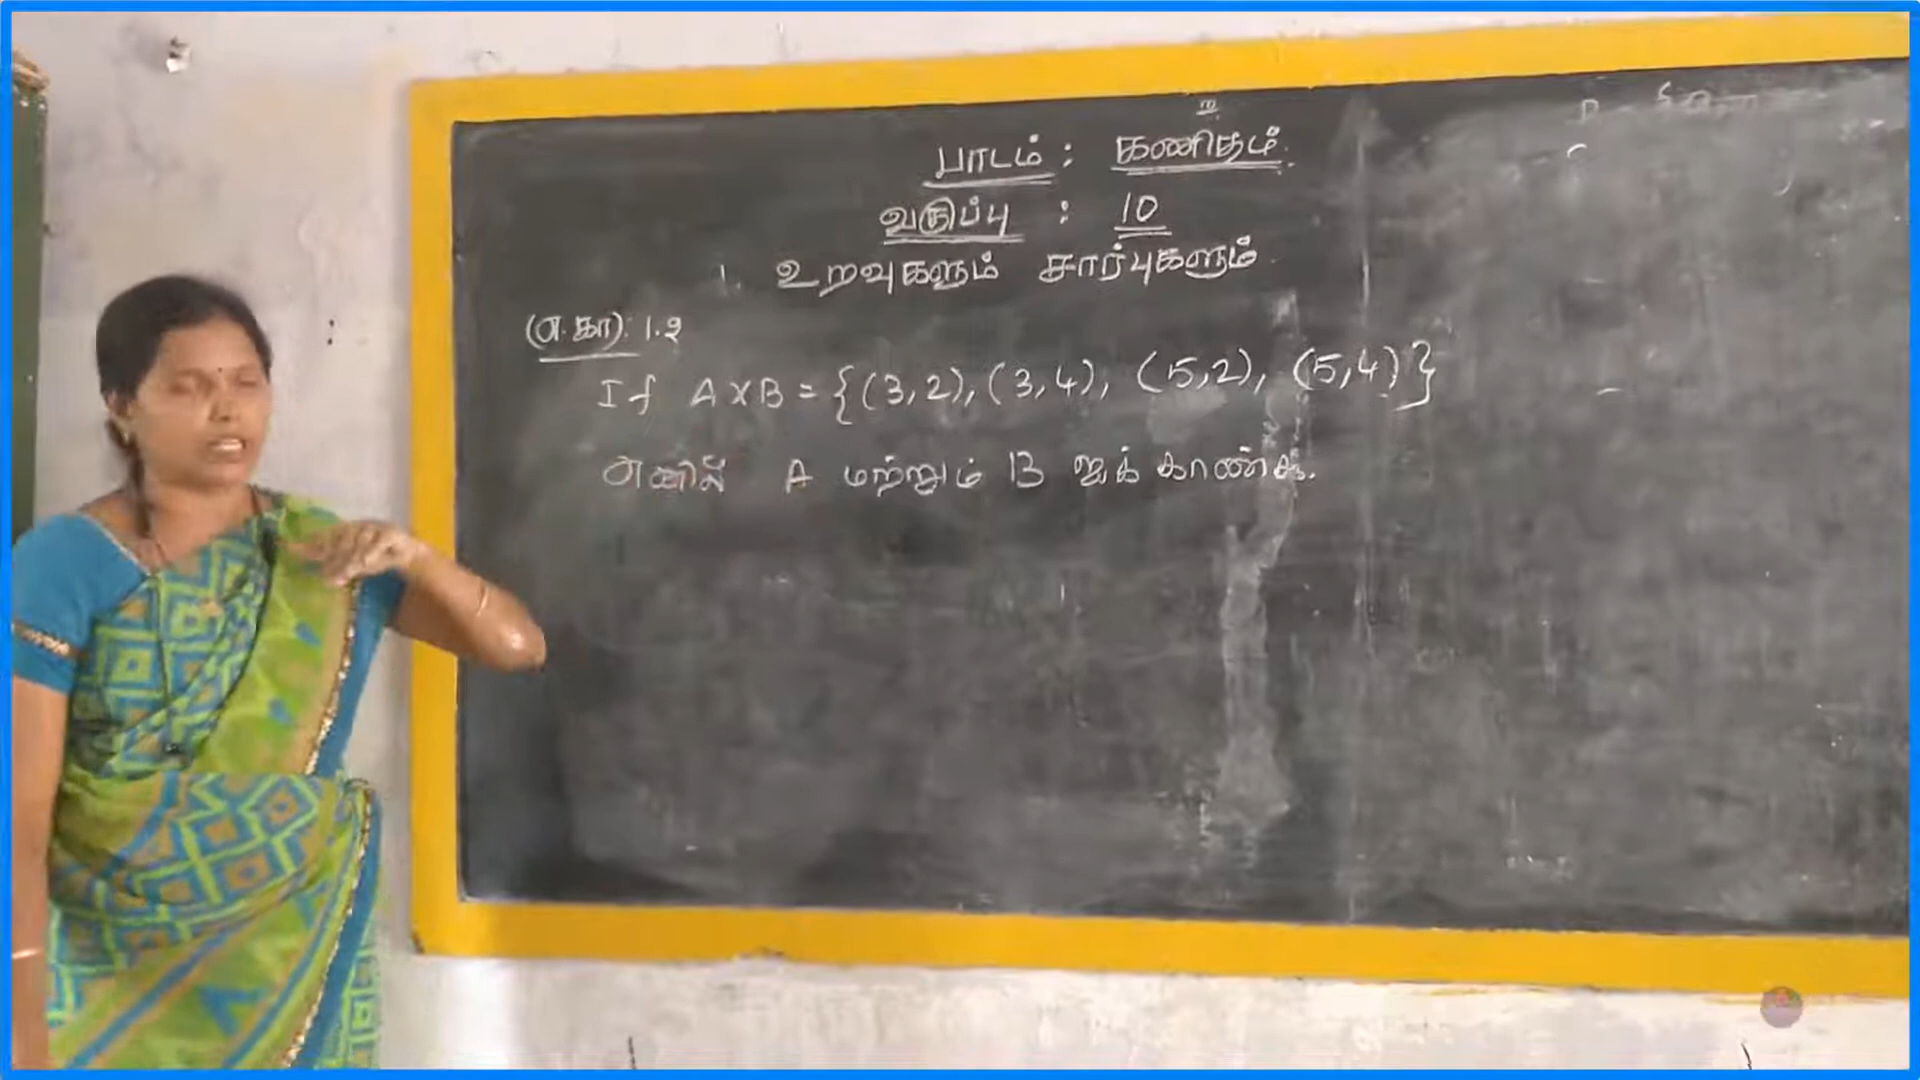 பாடம் : கணிதம்
வகுப்பு : 10
1. உறவுகளும் சார்புகளும்
(எ.கா): 1.2
If A×B = {(3,2), (3,4), (5,2), (5,4)}
எனில் A மற்றும் B ஐக் காண்க.